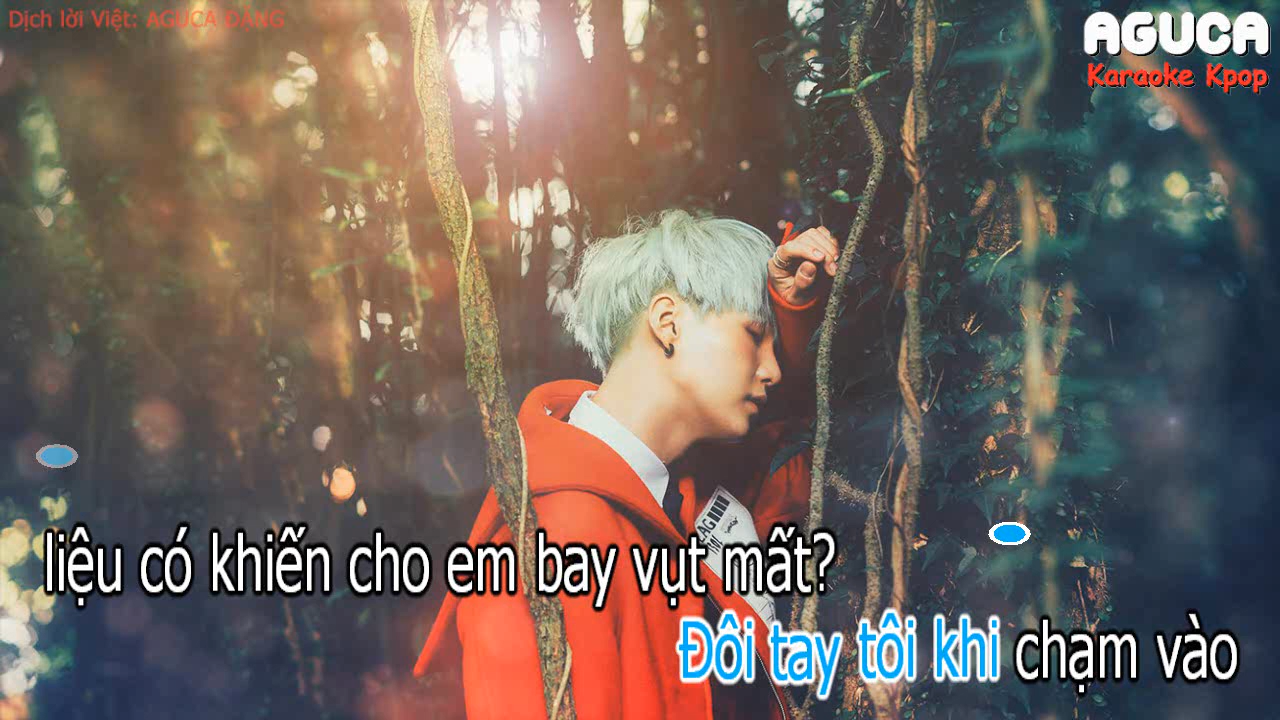 Dịch lời Việt: AGUCA ĐẶNG
AGUCA
Karaoke Kpop
liệu có khiến cho em bay vụt mất?
Đôi tay tôi khi chạm vào